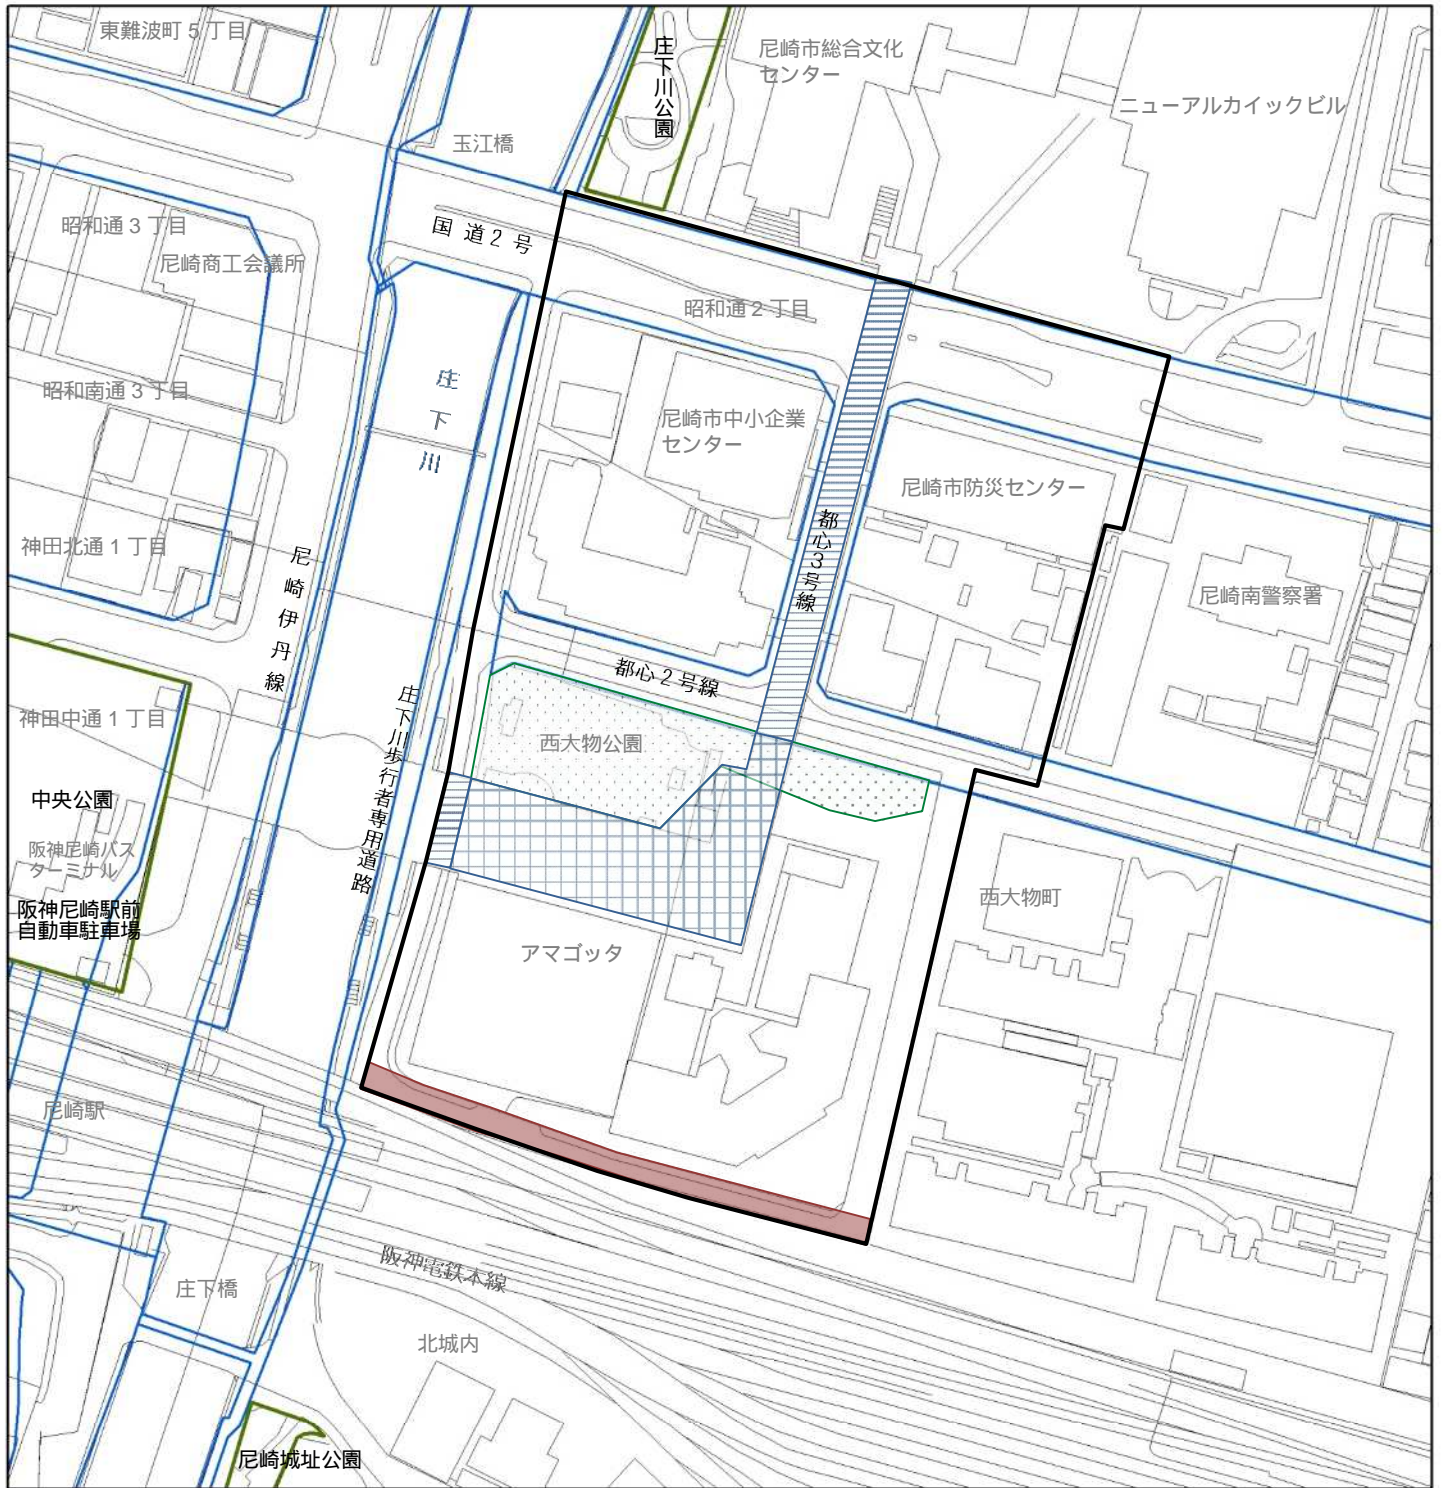 東難波町５丁目
庄下川公園
尼崎市総合文化
センター
ニューアルカイックビル
玉江橋
昭和通３丁目
国道２号
尼崎商工会議所
昭和通２丁目
昭和南通３丁目
庄下川
尼崎市中小企業
センター
尼崎市防災センター
都心３号線
神田北通１丁目
尼崎伊丹線
尼崎南警察署
都心２号線
神田中通１丁目
庄下川歩行者専用道路
西大物公園
中央公園
阪神尼崎バス
ターミナル
阪神尼崎駅前
自動車駐車場
西大物町
アマゴッタ
尼崎駅
阪神電鉄本線
庄下橋
北城内
尼崎城址公園